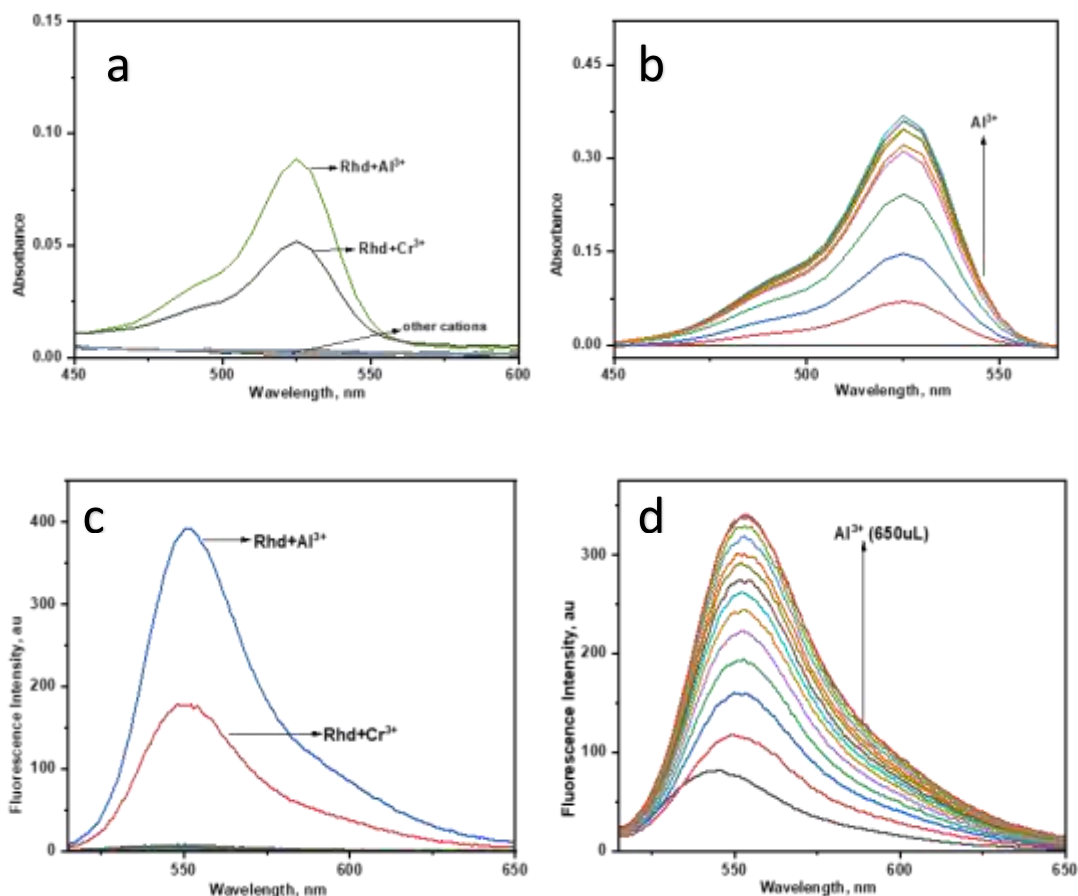 a
0.15
0.10
0.05
0.00
Absorbance
Rhd+Al³⁺
Rhd+Cr³⁺
other cations
450 500 550 600
Wavelength, nm
b
0.45
0.30
0.15
0.00
Absorbance
Al³⁺
450 500 550
Wavelength, nm
c
400
300
200
100
0
Fluorescence Intensity, au
Rhd+Al³⁺
Rhd+Cr³⁺
550 600 650
Wavelength, nm
d
300
200
100
0
Fluorescence Intensity, au
Al³⁺ (650uL)
550 600 650
Wavelength, nm